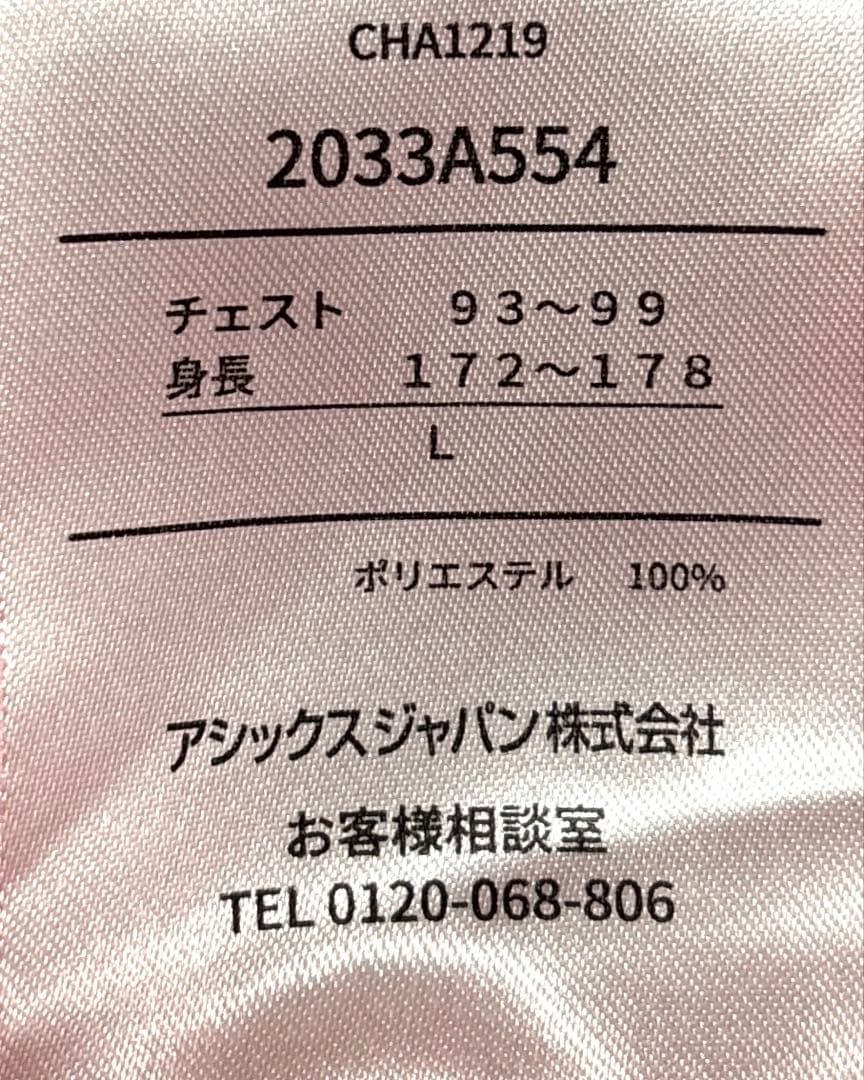 CHA1219
2033A554
チェスト ９３～９９
身長 １７２～１７８
L
ポリエステル 100%
アシックスジャパン株式会社
お客様相談室
TEL 0120-068-806